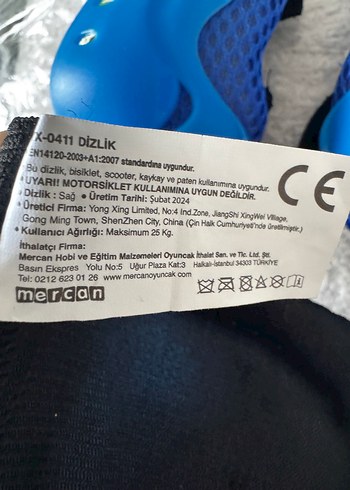 X-0411 DİZLİK
EN14120-2003+A1:2007 standardına uygundur.
Bu dizlik, bisiklet, scooter, kaykay ve paten kullanımına uygundur.
• UYARI! MOTORSİKLET KULLANIMINA UYGUN DEĞİLDİR.
• Dizlik : Sağ • Üretim Tarihi: Şubat 2024
• Üretici Firma: Yong Xing Limited, No:4 Ind.Zone, JiangShi XingWei Village,
Gong Ming Town, ShenZhen City, China (Çin Halk Cumhuriyeti'nde Üretilmiştir.)
• Kullanıcı Ağırlığı: Maksimum 25 Kg.
CE
İthalatçı Firma:
Mercan Hobi ve Eğitim Malzemeleri Oyuncak İthalat San. ve Tic. Ltd. Şti.
Basın Ekspres Yolu No:5 Uğur Plaza Kat:3 Halkalı-İstanbul 34303 TÜRKİYE
Tel: 0212 623 01 26 www.mercanoyuncak.com
mercan